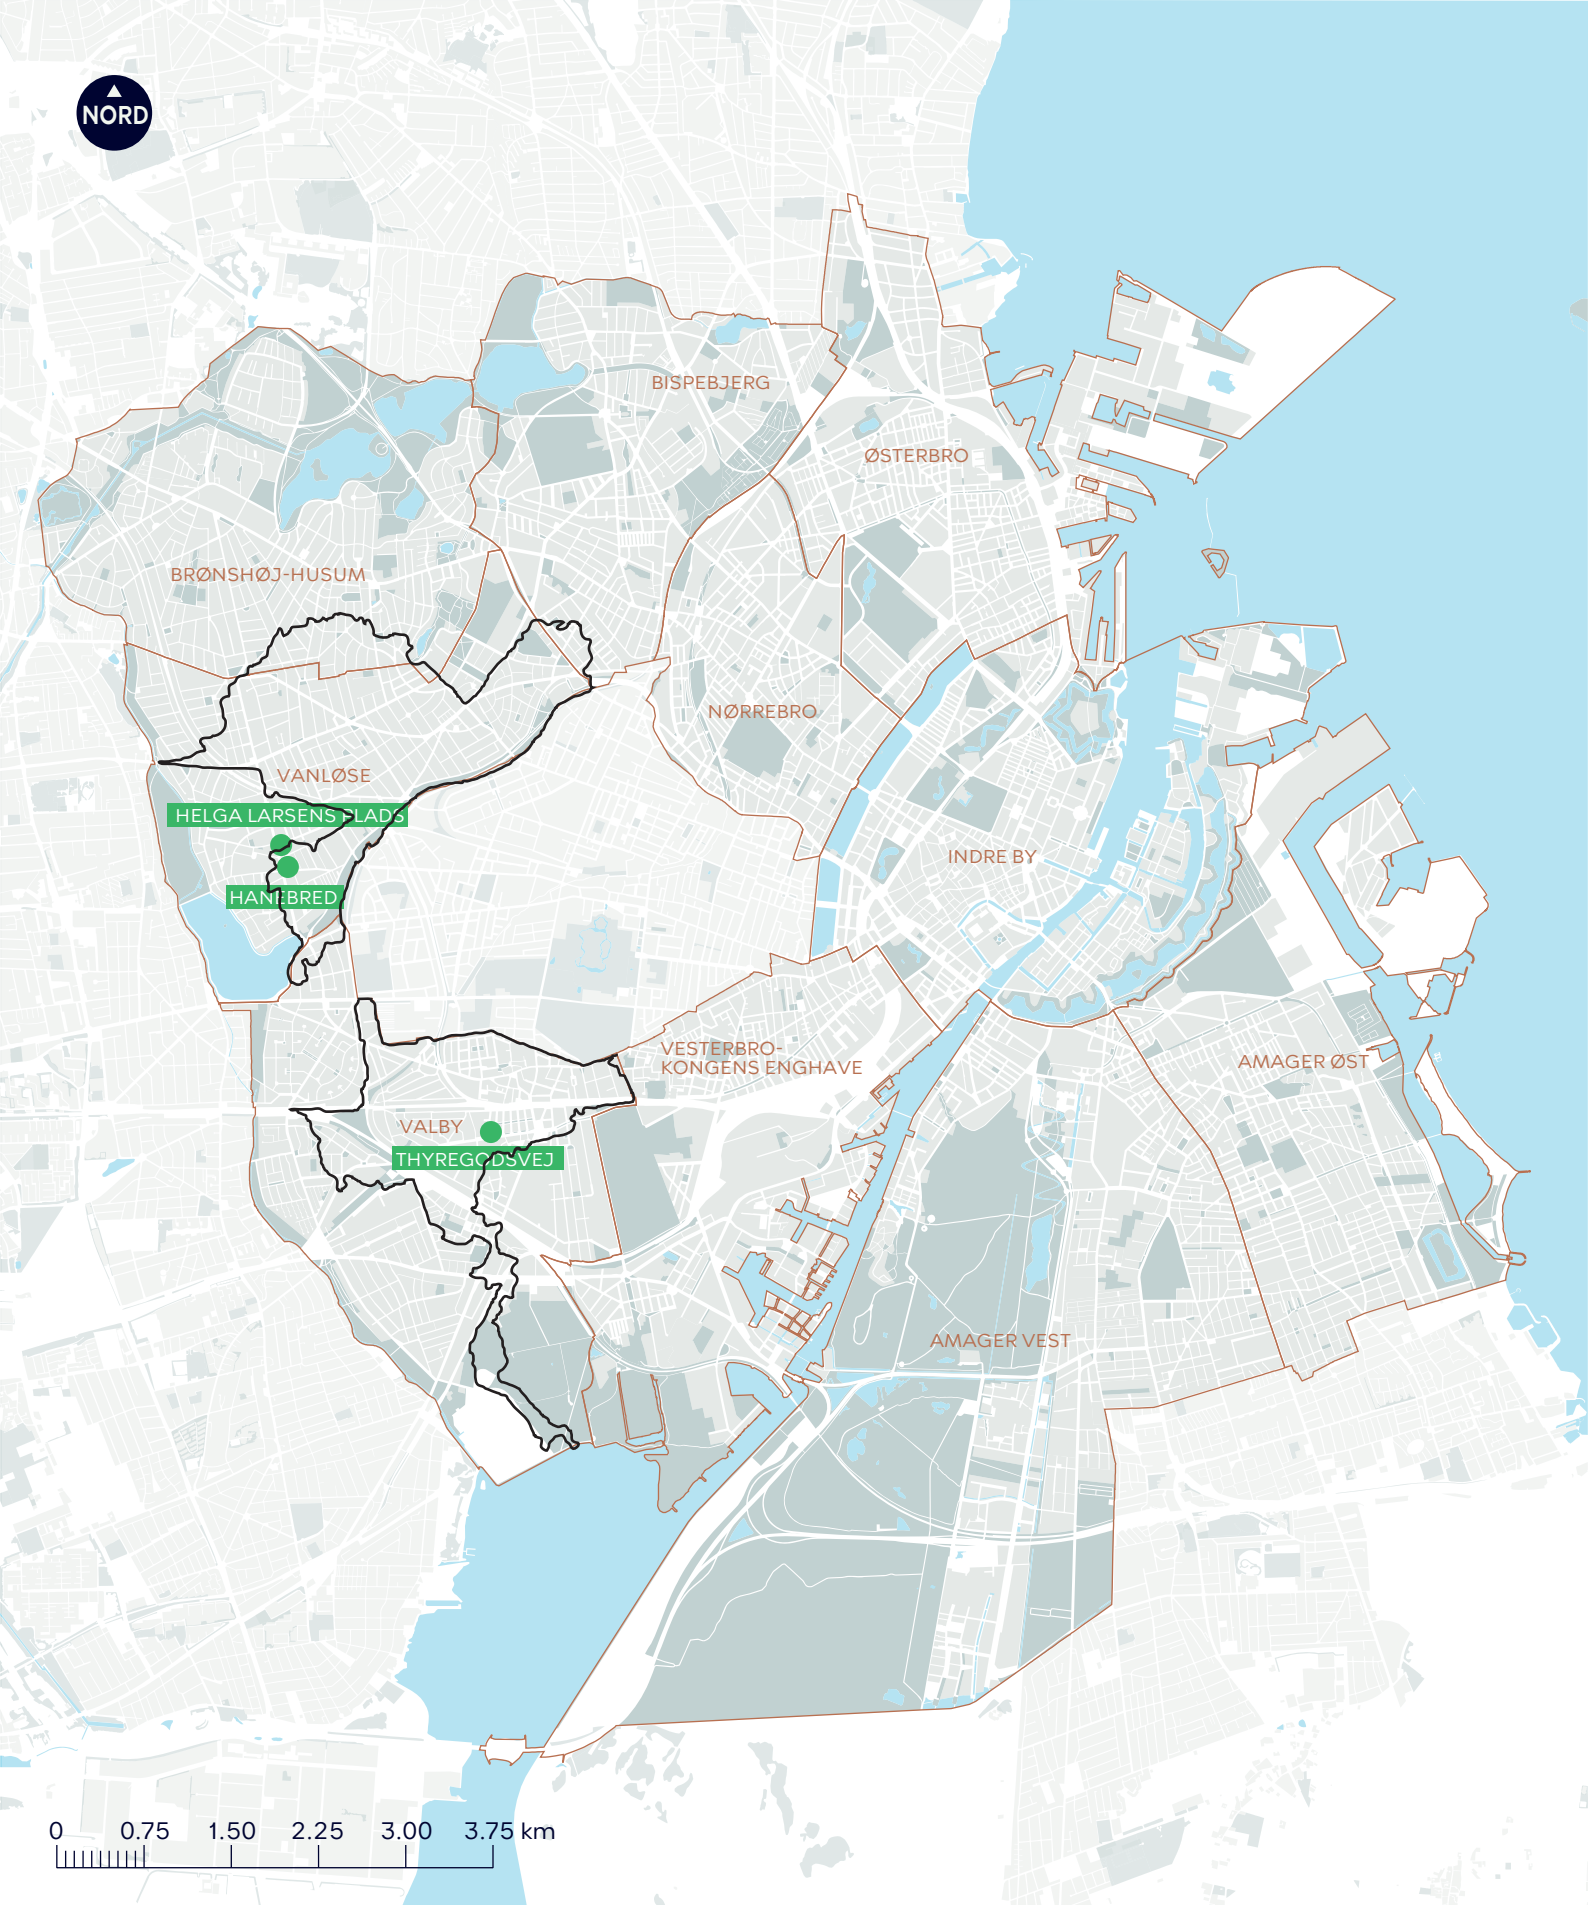 NORD
BISPEBJERG
ØSTERBRO
BRØNSHØJ-HUSUM
NØRREBRO
VANLØSE
HELGA LARSENS PLADS
INDRE BY
HANEBRED
VESTERBRO-
KONGENS ENGHAVE
AMAGER ØST
VALBY
THYREGODSVEJ
AMAGER VEST
0 0.75 1.50 2.25 3.00 3.75 km